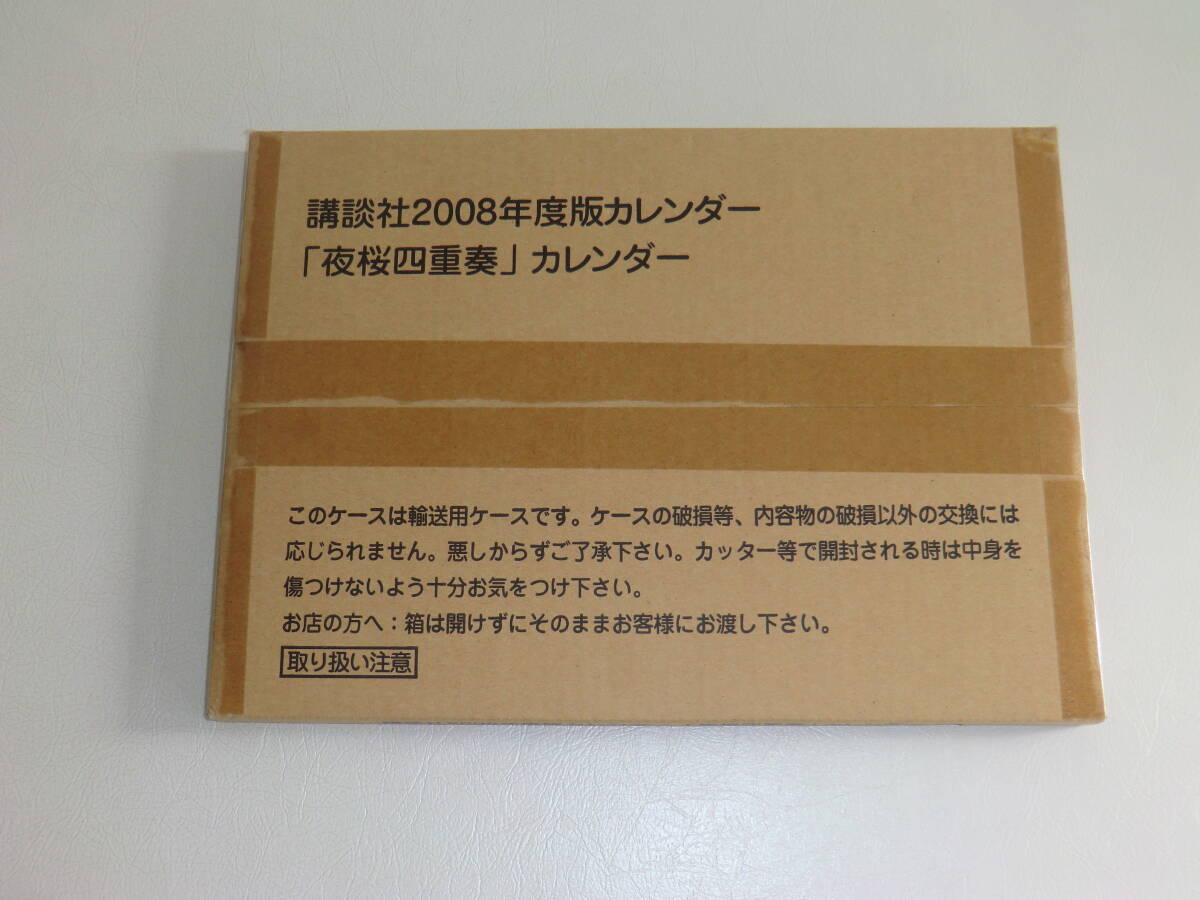 講談社2008年度版カレンダー
「夜桜四重奏」カレンダー
このケースは輸送用ケースです。ケースの破損等、内容物の破損以外の交換には
応じられません。悪しからずご了承下さい。カッター等で開封される時は中身を
傷つけないよう十分お気をつけ下さい。
お店の方へ：箱は開けずにそのままお客様にお渡し下さい。
取り扱い注意